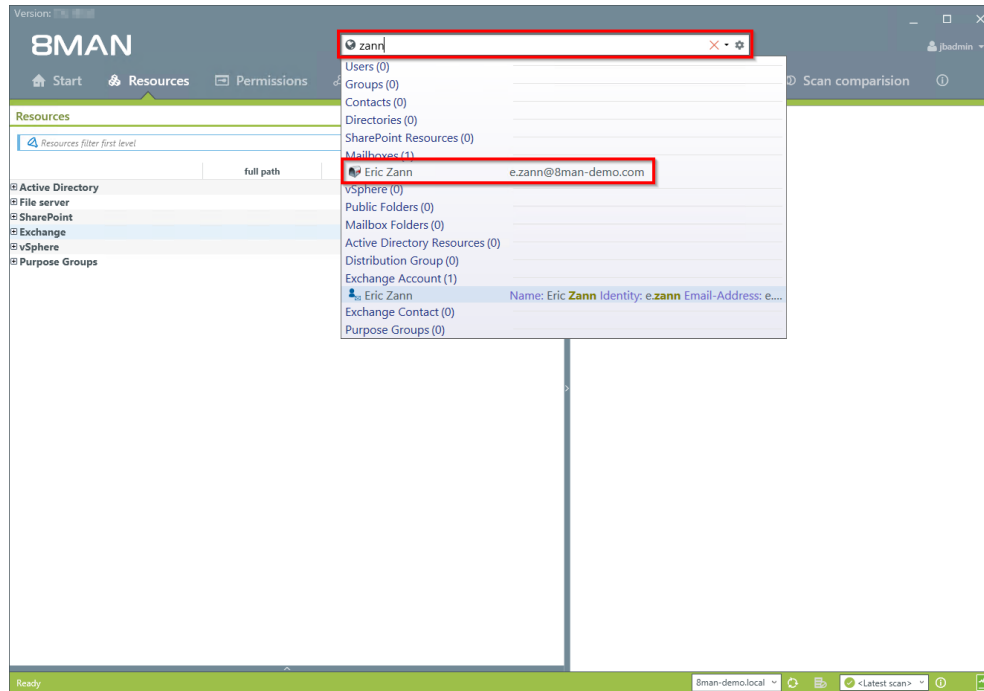 Version:
8MAN
zann
jbadmin
Start
Resources
Permissions
Scan comparision
Users (0)
Groups (0)
Contacts (0)
Directories (0)
SharePoint Resources (0)
Mailboxes (1)
Eric Zann e.zann@8man-demo.com
vSphere (0)
Public Folders (0)
Mailbox Folders (0)
Active Directory Resources (0)
Distribution Group (0)
Exchange Account (1)
Eric Zann Name: Eric Zann Identity: e.zann Email-Address: e....
Exchange Contact (0)
Purpose Groups (0)
Resources
Resources filter first level
full path
Active Directory
File server
SharePoint
Exchange
vSphere
Purpose Groups
Ready
8man-demo.local
<Latest scan>